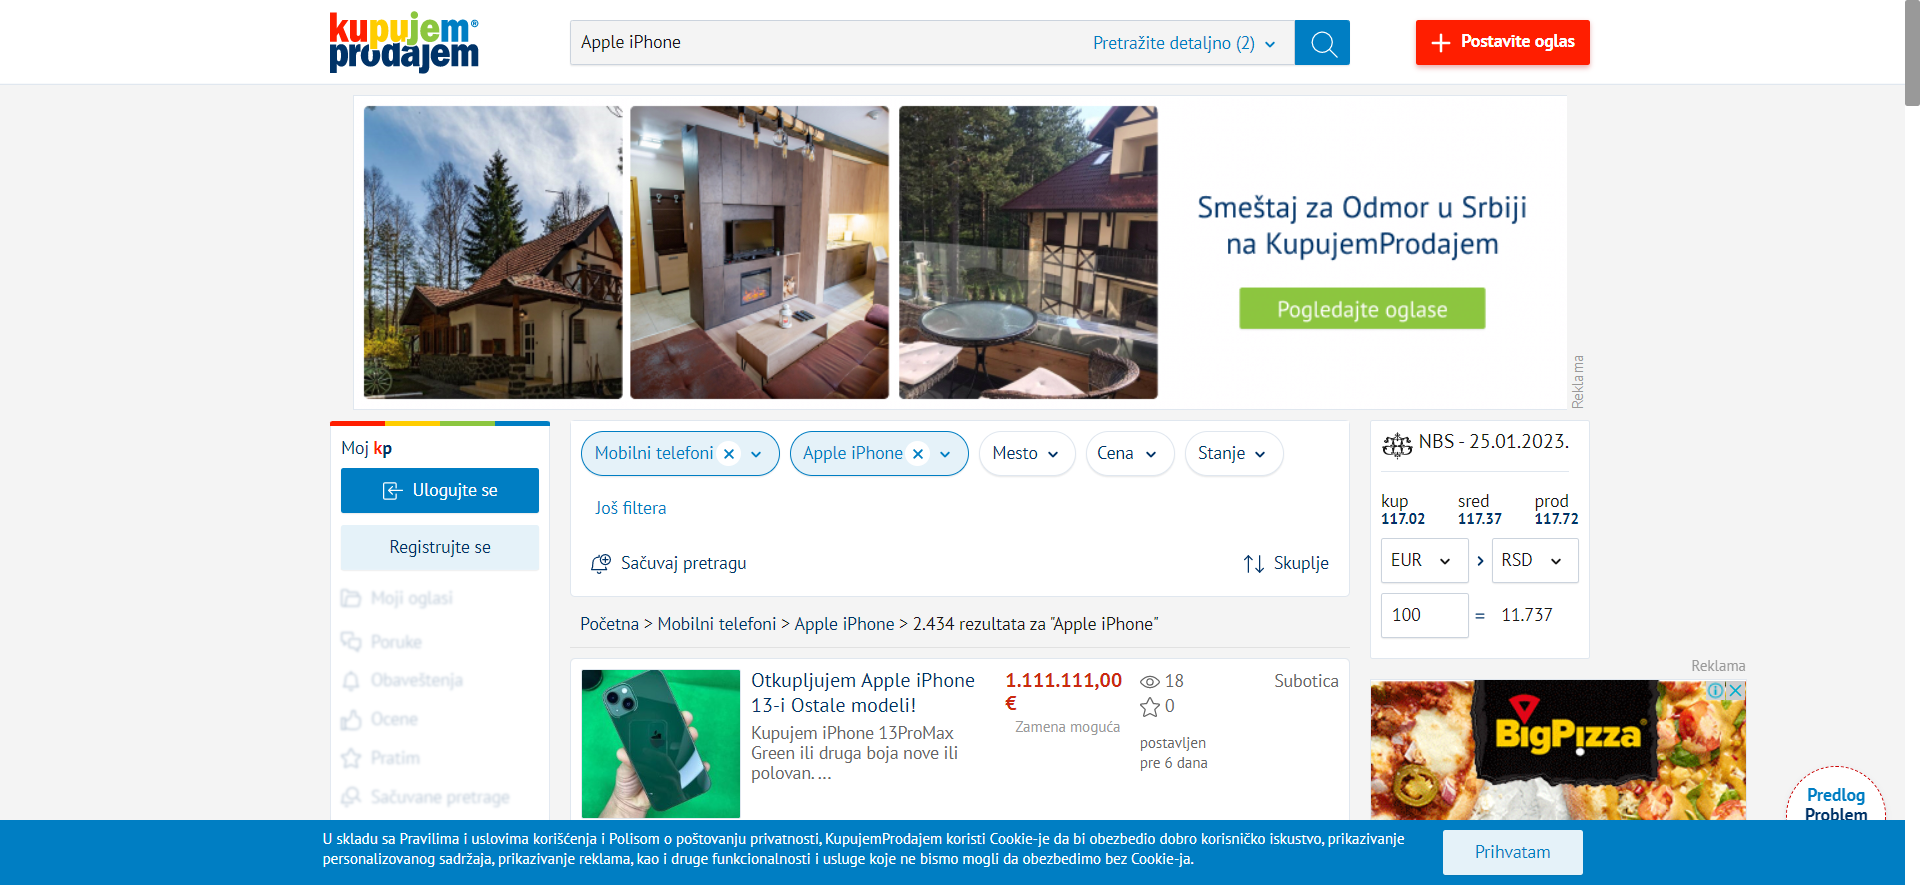 kupujem®
prodajem
Apple iPhone
Pretražite detaljno (2)
Postavite oglas
Smeštaj za Odmor u Srbiji
na KupujemProdajem
Pogledajte oglase
Reklama
Moj kp
Ulogujte se
Registrujte se
Moji oglasi
Poruke
Obaveštenja
Ocene
Pratim
Sačuvane pretrage
Mobilni telefoni
Apple iPhone
Mesto
Cena
Stanje
Još filtera
Sačuvaj pretragu
Skuplje
Početna > Mobilni telefoni > Apple iPhone > 2.434 rezultata za "Apple iPhone"
Otkupljujem Apple iPhone
13-i Ostale modeli!
Kupujem iPhone 13ProMax
Green ili druga boja nove ili
polovan. ...
1.111.111,00
€
Zamena moguća
18
0
postavljen
pre 6 dana
Subotica
NBS - 25.01.2023.
kup sred prod
117.02 117.37 117.72
EUR > RSD
100 = 11.737
Reklama
BigPizza
Predlog
Problem
U skladu sa Pravilima i uslovima korišćenja i Polisom o poštovanju privatnosti, KupujemProdajem koristi Cookie-je da bi obezbedio dobro korisničko iskustvo, prikazivanje
personalizovanog sadržaja, prikazivanje reklama, kao i druge funkcionalnosti i usluge koje ne bismo mogli da obezbedimo bez Cookie-ja.
Prihvatam